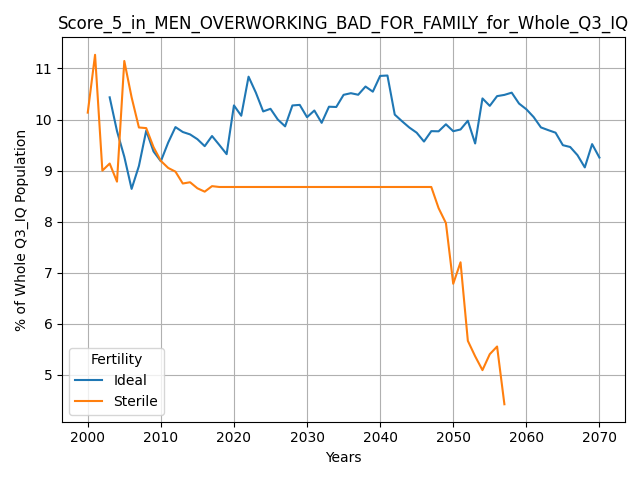 Score_5_in_MEN_OVERWORKING_BAD_FOR_FAMILY_for_Whole_Q3_IQ
% of Whole Q3_IQ Population
11
10
9
8
7
6
5
Fertility
Ideal
Sterile
2000 2010 2020 2030 2040 2050 2060 2070
Years